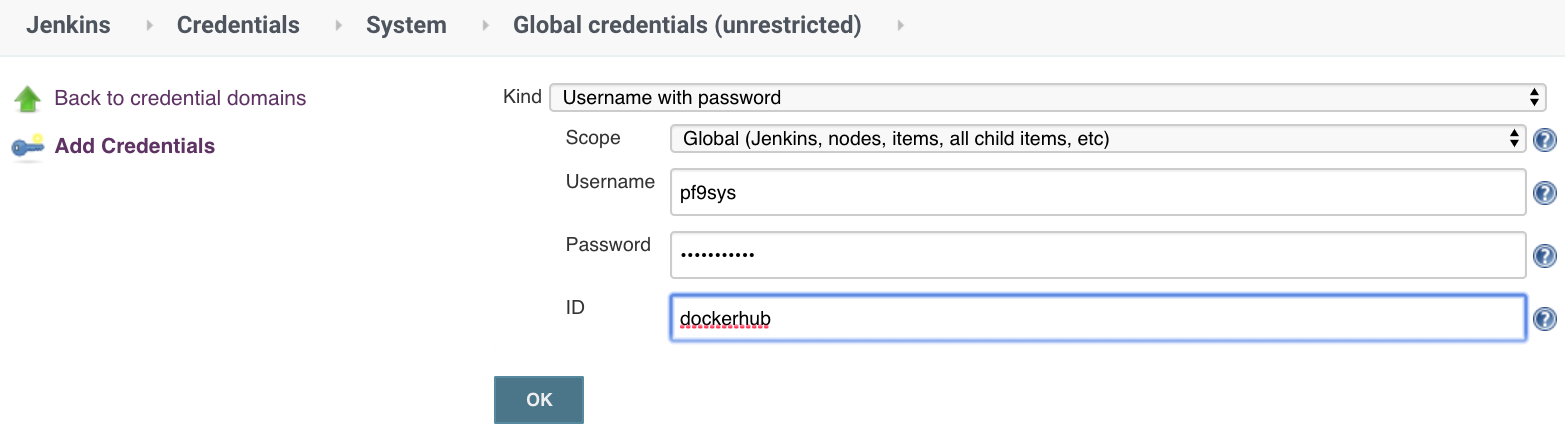 Jenkins Credentials System Global credentials (unrestricted)
Back to credential domains
Add Credentials
Kind Username with password
Scope Global (Jenkins, nodes, items, all child items, etc)
Username pf9sys
Password •••••••••••
ID dockerhub
OK